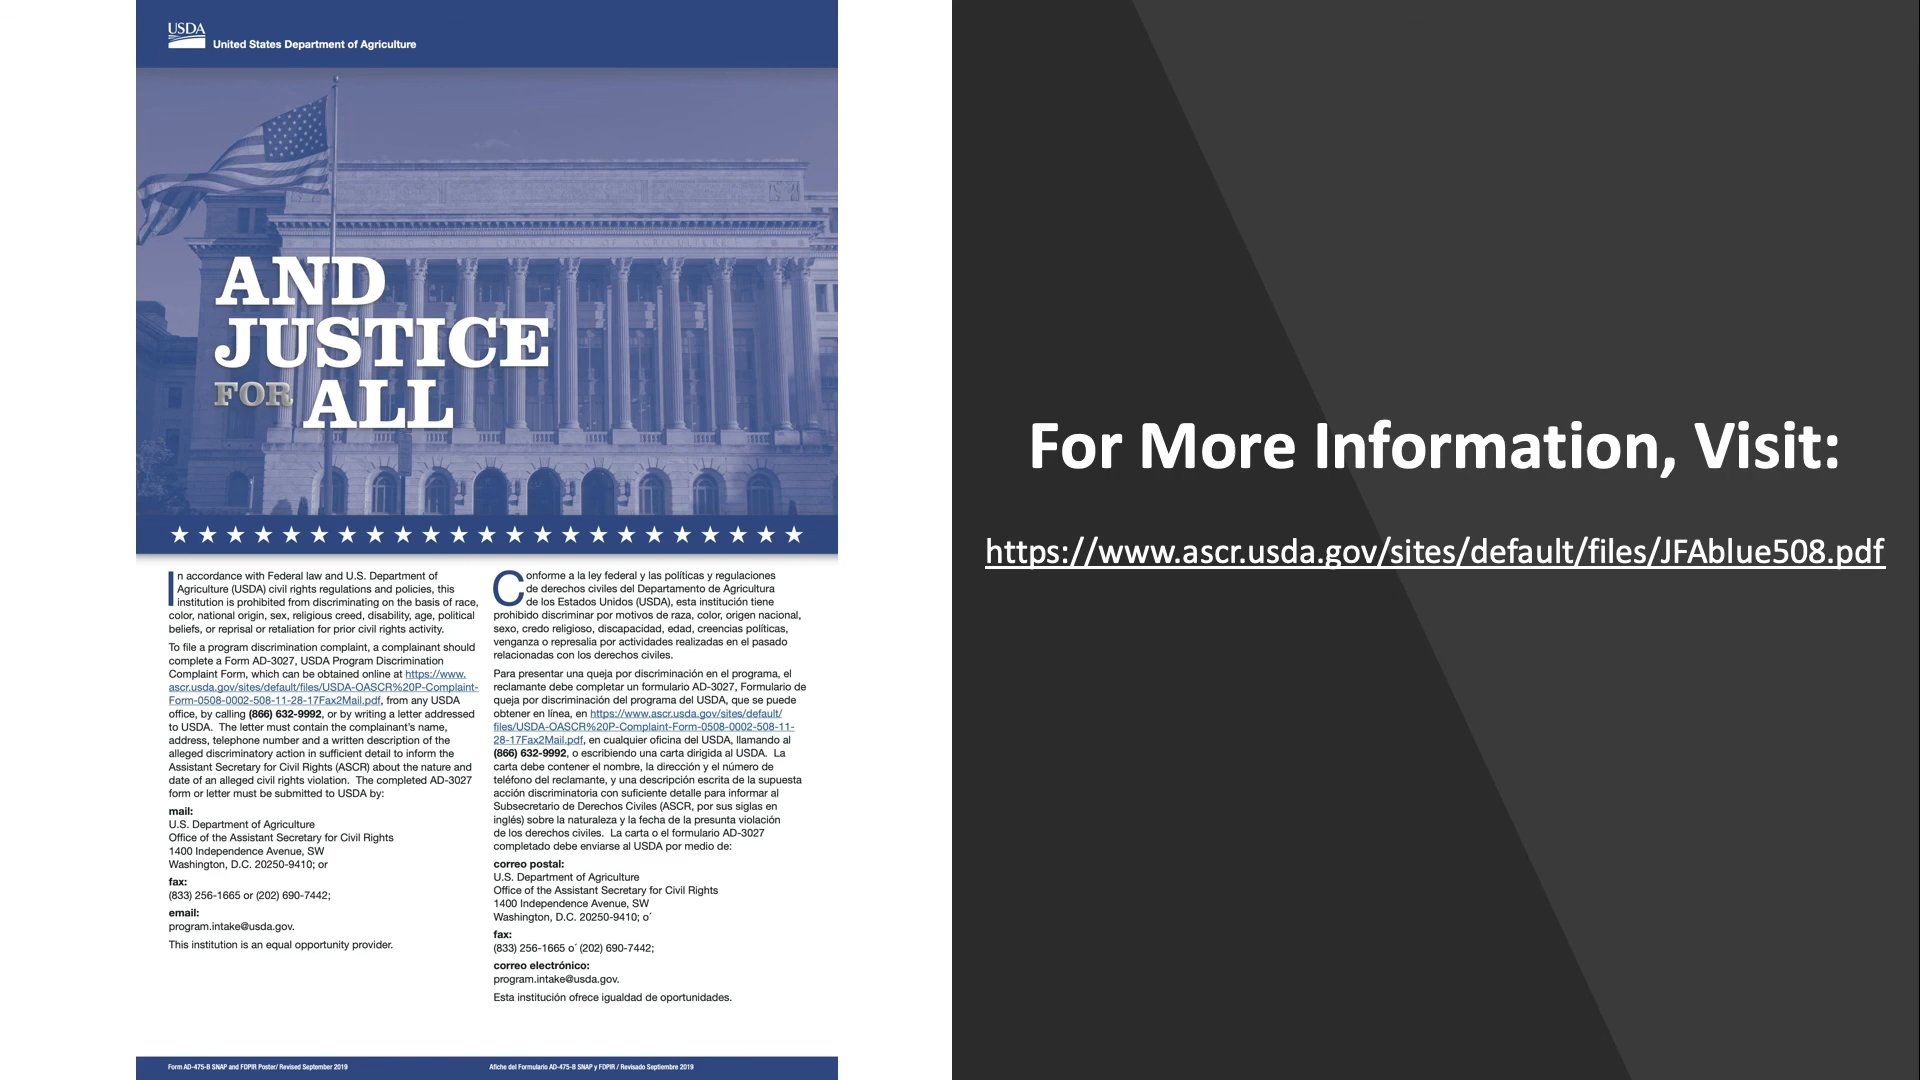 USDA
United States Department of Agriculture
DEPARTMENT OF AGRICULTURE
AND
JUSTICE
FOR ALL
In accordance with Federal law and U.S. Department of
Agriculture (USDA) civil rights regulations and policies, this
institution is prohibited from discriminating on the basis of race,
color, national origin, sex, religious creed, disability, age, political
beliefs, or reprisal or retaliation for prior civil rights activity.
To file a program discrimination complaint, a complainant should
complete a Form AD-3027, USDA Program Discrimination
Complaint Form, which can be obtained online at https://www.
ascr.usda.gov/sites/default/files/USDA-OASCR%20P-Complaint-
Form-0508-0002-508-11-28-17Fax2Mail.pdf, from any USDA
office, by calling (866) 632-9992, or by writing a letter addressed
to USDA. The letter must contain the complainant's name,
address, telephone number and a written description of the
alleged discriminatory action in sufficient detail to inform the
Assistant Secretary for Civil Rights (ASCR) about the nature and
date of an alleged civil rights violation. The completed AD-3027
form or letter must be submitted to USDA by:
mail:
U.S. Department of Agriculture
Office of the Assistant Secretary for Civil Rights
1400 Independence Avenue, SW
Washington, D.C. 20250-9410; or
fax:
(833) 256-1665 or (202) 690-7442;
email:
program.intake@usda.gov.
This institution is an equal opportunity provider.
Conforme a la ley federal y las políticas y regulaciones
de derechos civiles del Departamento de Agricultura
de los Estados Unidos (USDA), esta institución tiene
prohibido discriminar por motivos de raza, color, origen nacional,
sexo, credo religioso, discapacidad, edad, creencias políticas,
venganza o represalia por actividades realizadas en el pasado
relacionadas con los derechos civiles.
Para presentar una queja por discriminación en el programa, el
reclamante debe completar un formulario AD-3027, Formulario de
queja por discriminación del programa del USDA, que se puede
obtener en línea, en https://www.ascr.usda.gov/sites/default/
files/USDA-OASCR%20P-Complaint-Form-0508-0002-508-11-
28-17Fax2Mail.pdf, en cualquier oficina del USDA, llamando al
(866) 632-9992, o escribiendo una carta dirigida al USDA. La
carta debe contener el nombre, la dirección y el número de
teléfono del reclamante, y una descripción escrita de la supuesta
acción discriminatoria con suficiente detalle para informar al
Subsecretario de Derechos Civiles (ASCR, por sus siglas en
inglés) sobre la naturaleza y la fecha de la presunta violación
de los derechos civiles. La carta o el formulario AD-3027
completado debe enviarse al USDA por medio de:
correo postal:
U.S. Department of Agriculture
Office of the Assistant Secretary for Civil Rights
1400 Independence Avenue, SW
Washington, D.C. 20250-9410; o´
fax:
(833) 256-1665 o´ (202) 690-7442;
correo electrónico:
program.intake@usda.gov.
Esta institución ofrece igualdad de oportunidades.
Form AD-475-B SNAP and FDPIR Poster/ Revised September 2019
Afiche del Formulario AD-475-B SNAP y FDPIR / Revisado Septiembre 2019
For More Information, Visit:
https://www.ascr.usda.gov/sites/default/files/JFAblue508.pdf